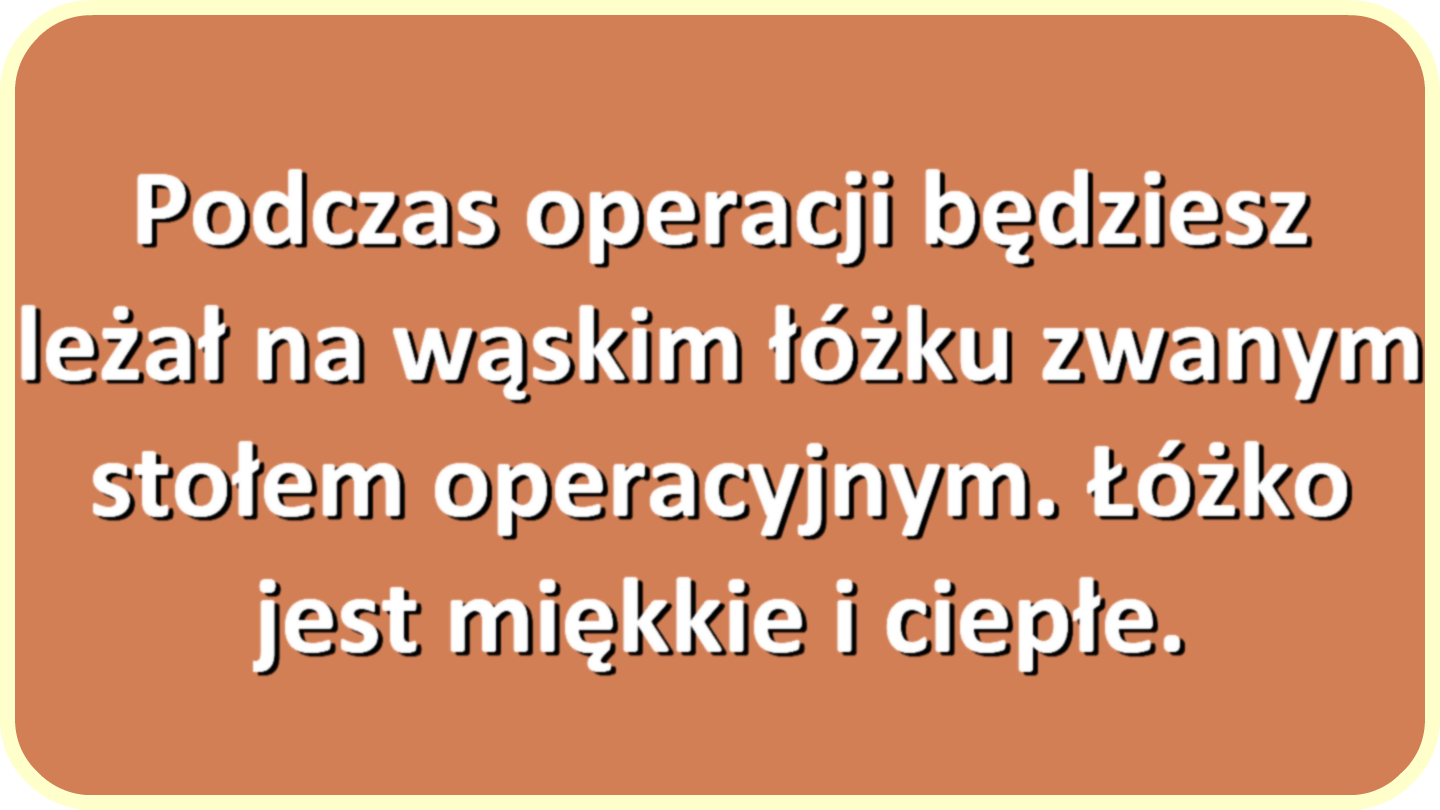 Podczas operacji będziesz
leżał na wąskim łóżku zwanym
stołem operacyjnym. Łóżko
jest miękkie i ciepłe.